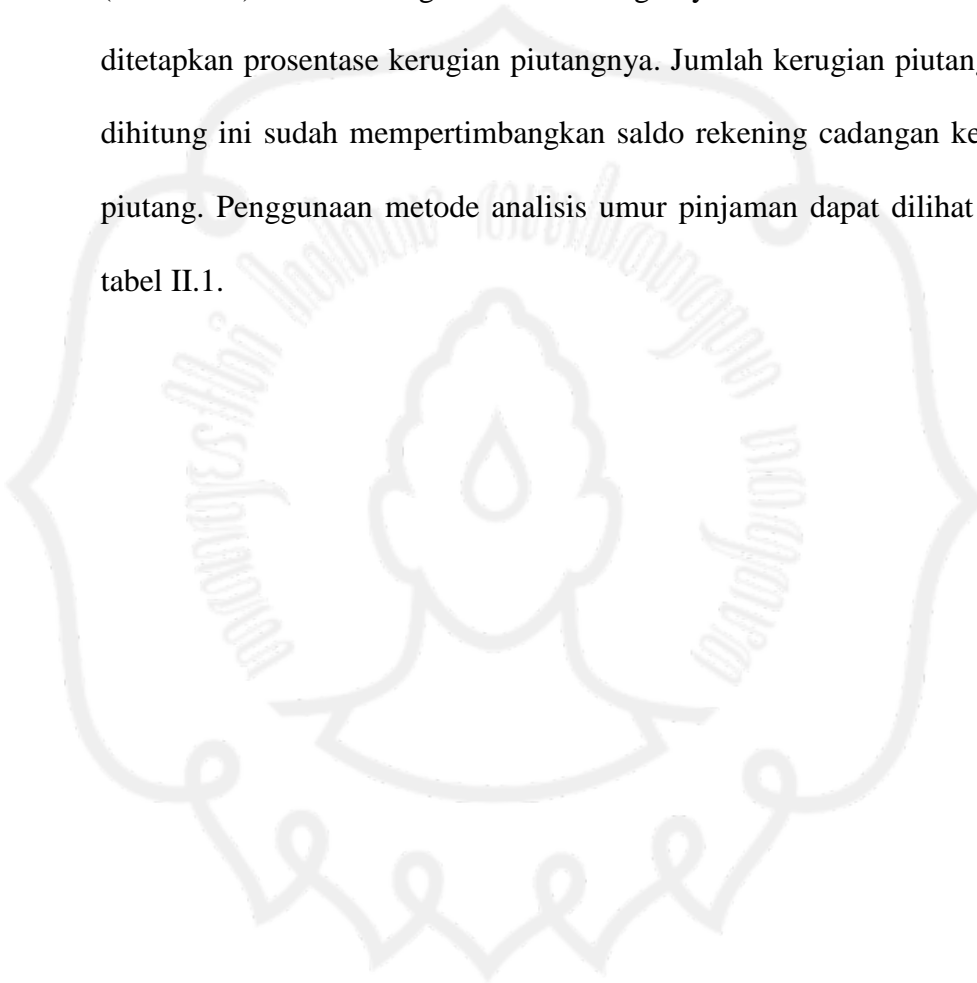 ditetapkan prosentase kerugian piutangnya. Jumlah kerugian piutan
dihitung ini sudah mempertimbangkan saldo rekening cadangan ke
piutang. Penggunaan metode analisis umur pinjaman dapat dilihat
tabel II.1.